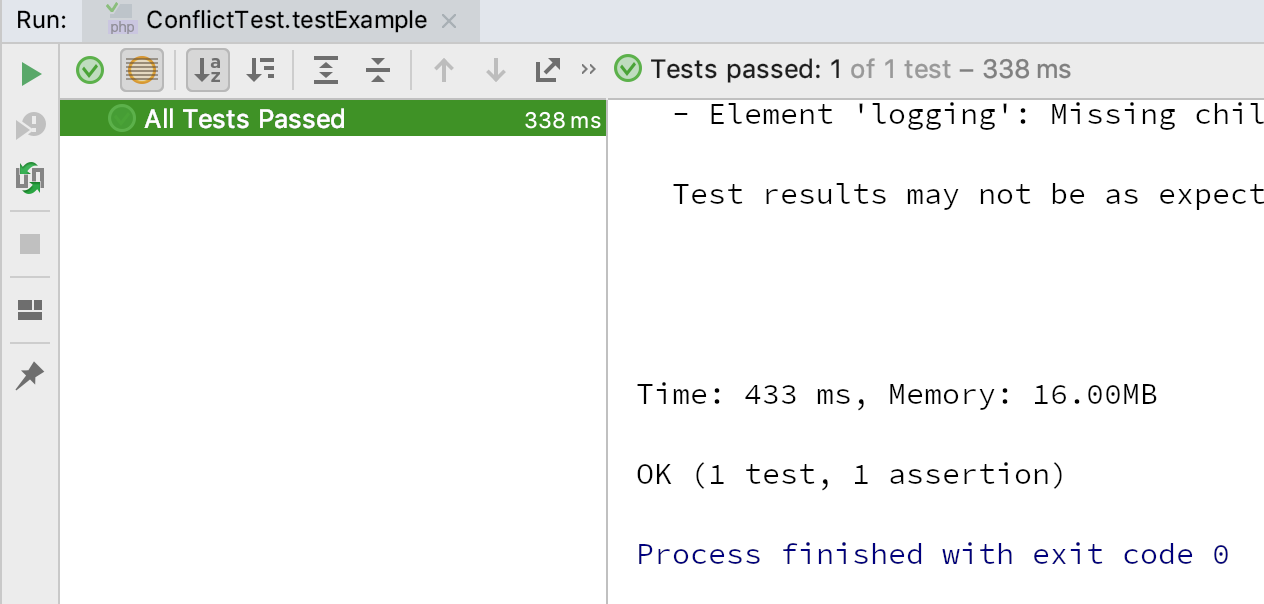 Run:
php
ConflictTest.testExample
Tests passed: 1 of 1 test – 338 ms
All Tests Passed
338 ms
- Element 'logging': Missing chil
Test results may not be as expect
Time: 433 ms, Memory: 16.00MB
OK (1 test, 1 assertion)
Process finished with exit code 0